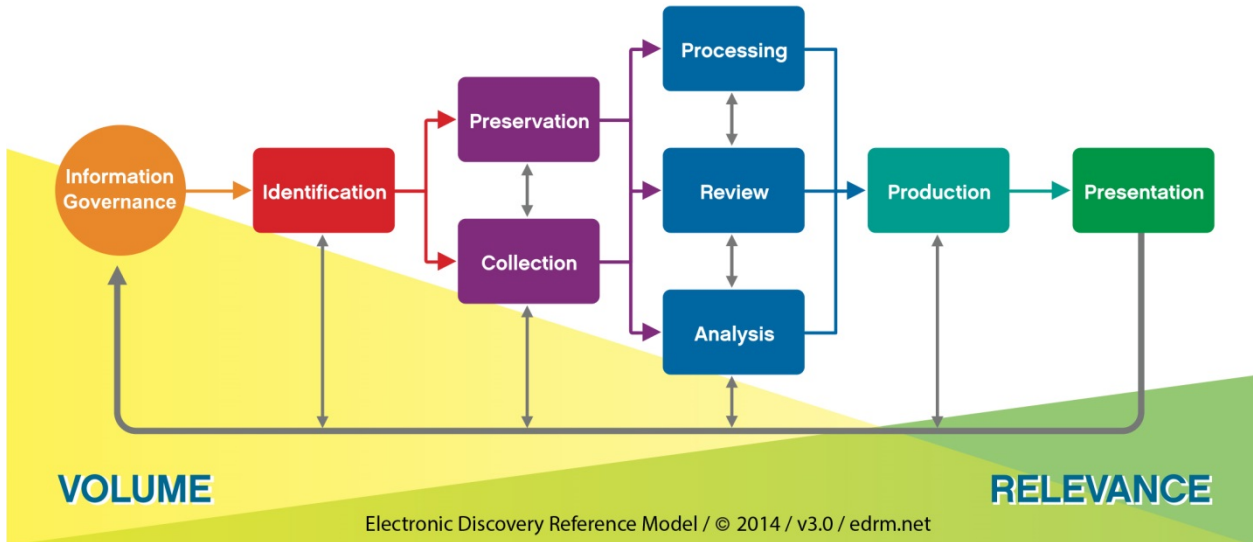 Information
Governance
Identification
Preservation
Collection
Processing
Review
Analysis
Production
Presentation
VOLUME
RELEVANCE
Electronic Discovery Reference Model / © 2014 / v3.0 / edrm.net